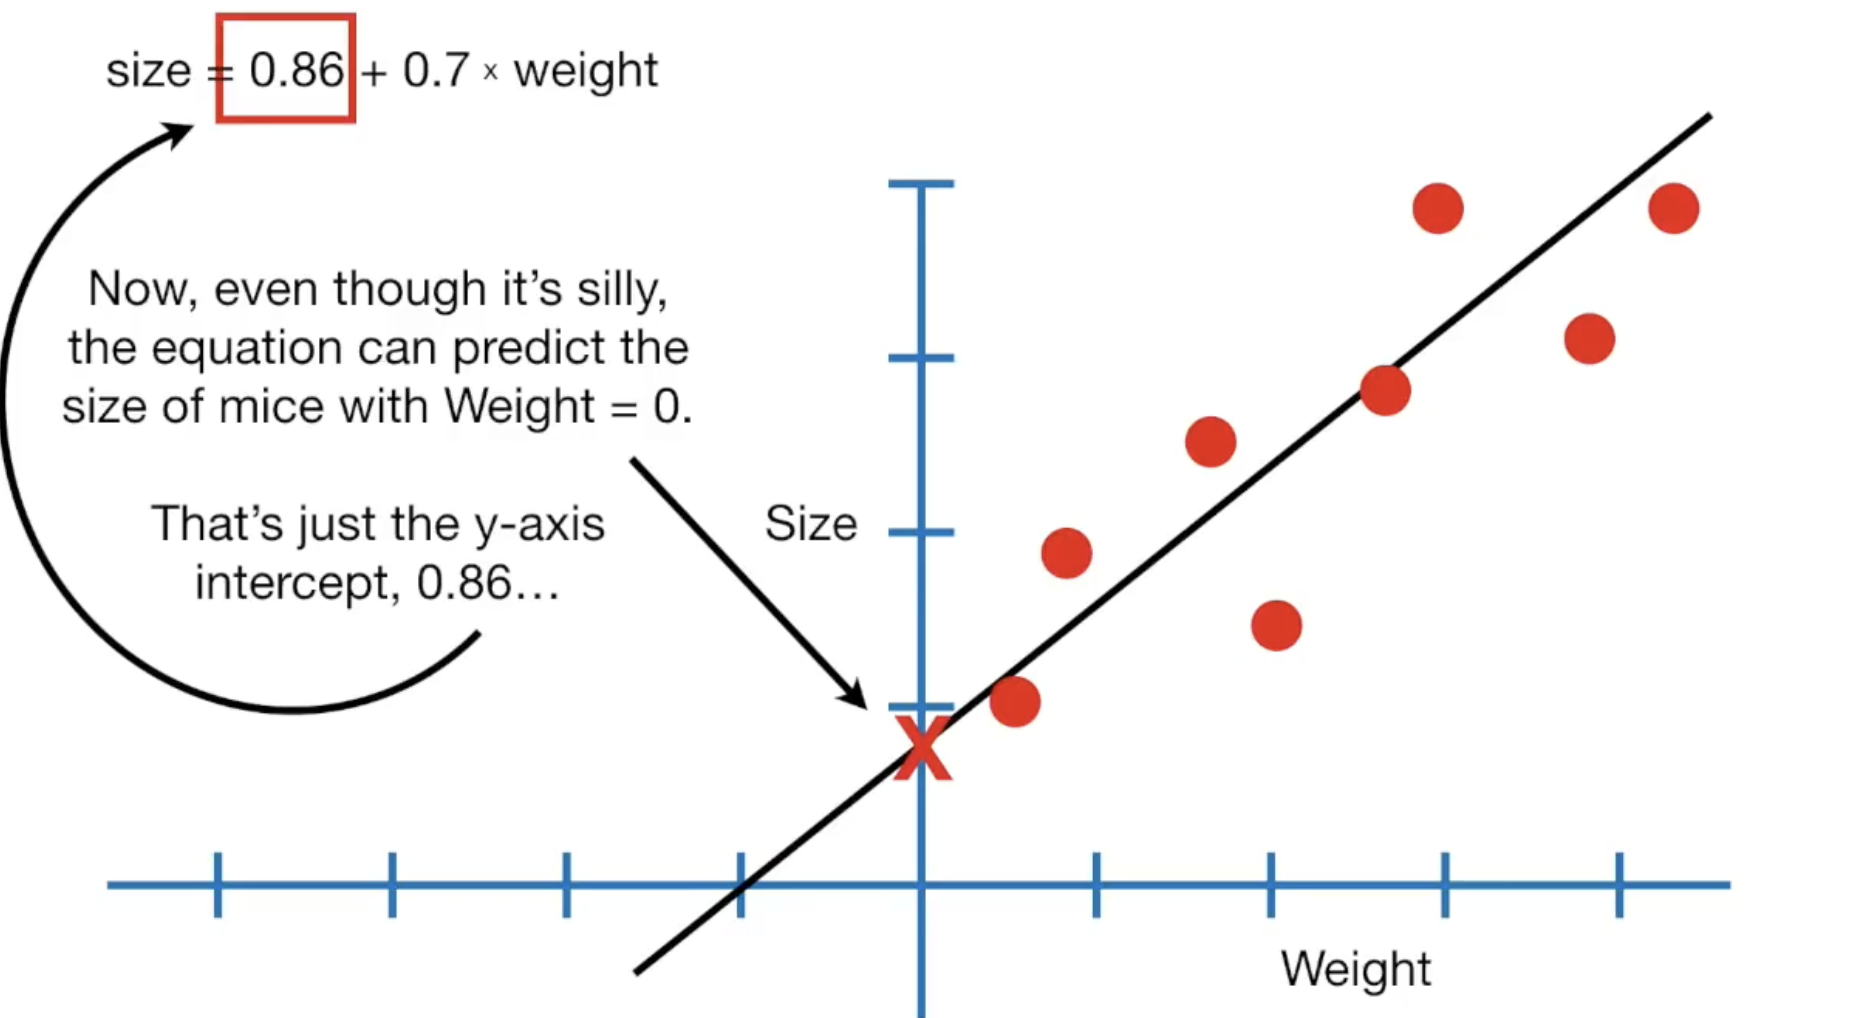 size = 0.86 + 0.7 x weight
Now, even though it's silly,
the equation can predict the
size of mice with Weight = 0.
That's just the y-axis
intercept, 0.86…
Size
X
Weight